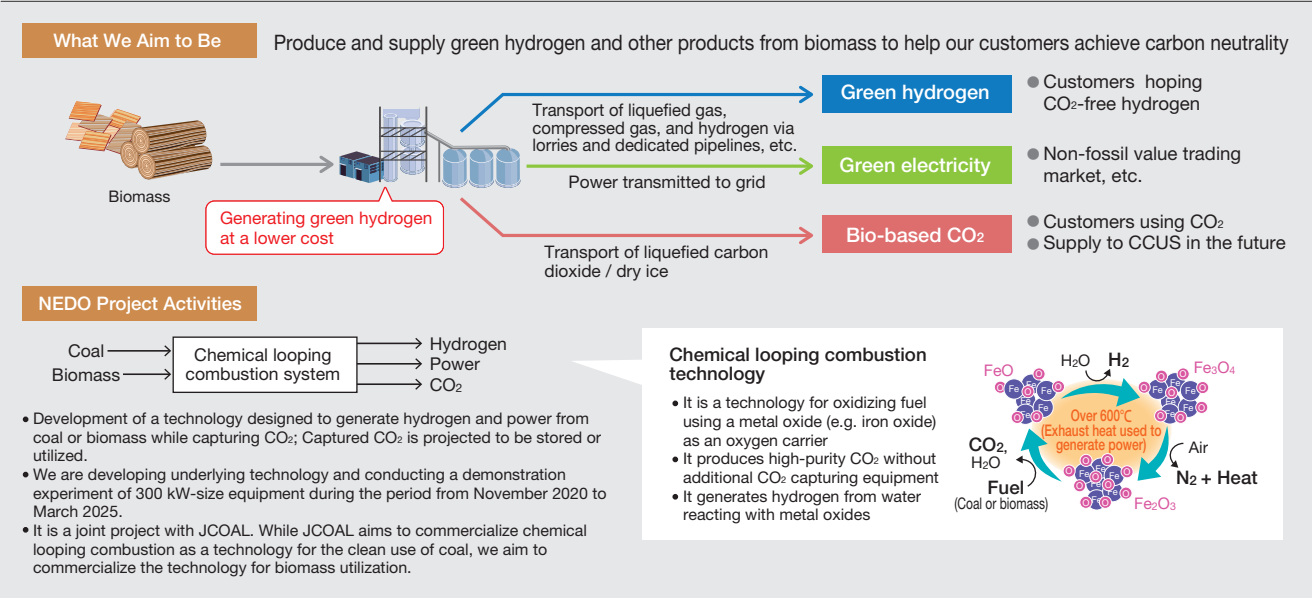 What We Aim to Be
Produce and supply green hydrogen and other products from biomass to help our customers achieve carbon neutrality
Biomass
Generating green hydrogen
at a lower cost
Transport of liquefied gas,
compressed gas, and hydrogen via
lorries and dedicated pipelines, etc.
Power transmitted to grid
Transport of liquefied carbon
dioxide / dry ice
Green hydrogen
Customers hoping
CO2-free hydrogen
Green electricity
Non-fossil value trading
market, etc.
Bio-based CO2
Customers using CO2
Supply to CCUS in the future
NEDO Project Activities
Coal
Biomass
Chemical looping
combustion system
Hydrogen
Power
CO2
• Development of a technology designed to generate hydrogen and power from
coal or biomass while capturing CO2; Captured CO2 is projected to be stored or
utilized.
• We are developing underlying technology and conducting a demonstration
experiment of 300 kW-size equipment during the period from November 2020 to
March 2025.
• It is a joint project with JCOAL. While JCOAL aims to commercialize chemical
looping combustion as a technology for the clean use of coal, we aim to
commercialize the technology for biomass utilization.
Chemical looping combustion
technology
• It is a technology for oxidizing fuel
using a metal oxide (e.g. iron oxide)
as an oxygen carrier
• It produces high-purity CO2 without
additional CO2 capturing equipment
• It generates hydrogen from water
reacting with metal oxides
H2O
H2
FeO
Fe3O4
Over 600°C
(Exhaust heat used to
generate power)
Air
N2 + Heat
CO2,
H2O
Fuel
(Coal or biomass)
Fe2O3